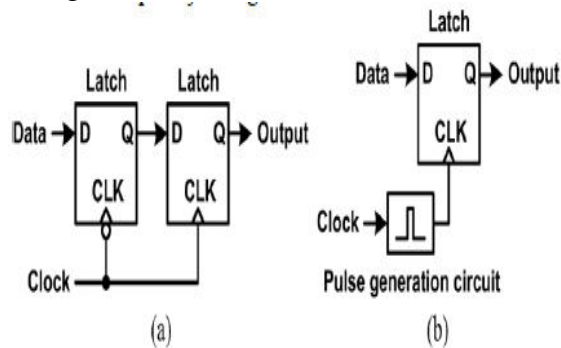 Latch Latch
Data D Q D Q Output
CLK CLK
Clock
(a)
Latch
Data D Q Output
CLK
Clock
Pulse generation circuit
(b)